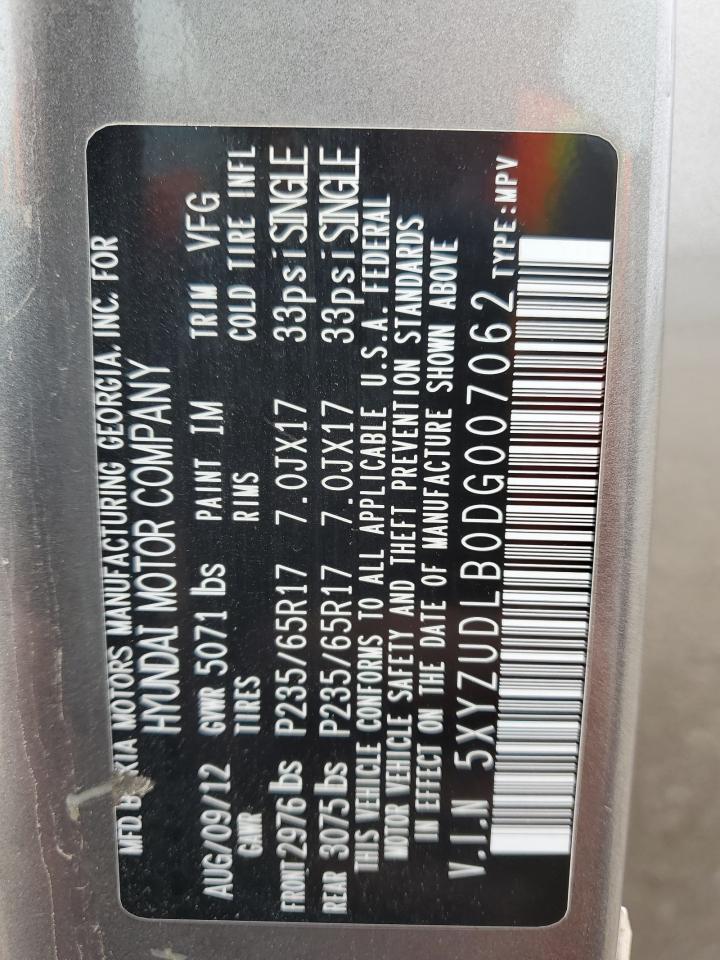 MFD. BY KIA MOTORS MANUFACTURING GEORGIA, INC. FOR
HYUNDAI MOTOR COMPANY
AUG/09/12 GVWR 5071 lbs PAINT IM TRIM VFG
GAWR TIRES RIMS COLD TIRE INFL
FRONT 2976 lbs P235/65R17 7.0JX17 33psi SINGLE
REAR 3075 lbs P235/65R17 7.0JX17 33psi SINGLE
THIS VEHICLE CONFORMS TO ALL APPLICABLE U.S.A. FEDERAL
MOTOR VEHICLE SAFETY AND THEFT PREVENTION STANDARDS
IN EFFECT ON THE DATE OF MANUFACTURE SHOWN ABOVE
V.I.N 5XYZUDLB0DG007062 TYPE:MPV